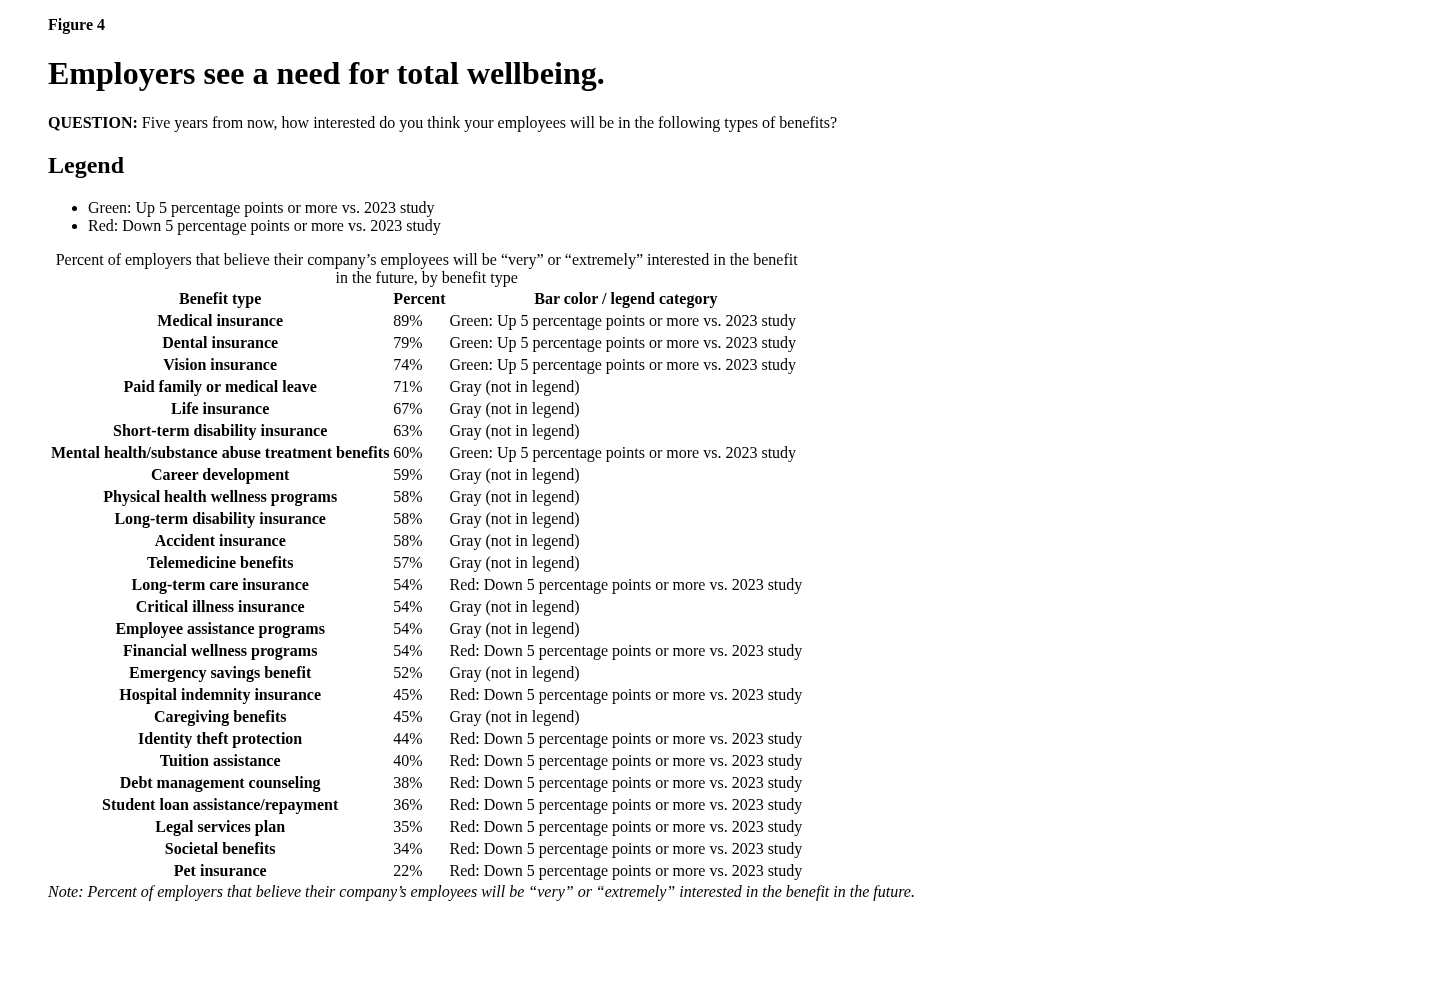 Figure 4
Employers see a need for total wellbeing.
QUESTION: Five years from now, how interested do you think your employees will be in the following types of benefits?
Legend
• Green: Up 5 percentage points or more vs. 2023 study
• Red: Down 5 percentage points or more vs. 2023 study
Percent of employers that believe their company’s employees will be “very” or “extremely” interested in the benefit
in the future, by benefit type
Benefit type Percent Bar color / legend category
Medical insurance 89% Green: Up 5 percentage points or more vs. 2023 study
Dental insurance 79% Green: Up 5 percentage points or more vs. 2023 study
Vision insurance 74% Green: Up 5 percentage points or more vs. 2023 study
Paid family or medical leave 71% Gray (not in legend)
Life insurance 67% Gray (not in legend)
Short-term disability insurance 63% Gray (not in legend)
Mental health/substance abuse treatment benefits 60% Green: Up 5 percentage points or more vs. 2023 study
Career development 59% Gray (not in legend)
Physical health wellness programs 58% Gray (not in legend)
Long-term disability insurance 58% Gray (not in legend)
Accident insurance 58% Gray (not in legend)
Telemedicine benefits 57% Gray (not in legend)
Long-term care insurance 54% Red: Down 5 percentage points or more vs. 2023 study
Critical illness insurance 54% Gray (not in legend)
Employee assistance programs 54% Gray (not in legend)
Financial wellness programs 54% Red: Down 5 percentage points or more vs. 2023 study
Emergency savings benefit 52% Gray (not in legend)
Hospital indemnity insurance 45% Red: Down 5 percentage points or more vs. 2023 study
Caregiving benefits 45% Gray (not in legend)
Identity theft protection 44% Red: Down 5 percentage points or more vs. 2023 study
Tuition assistance 40% Red: Down 5 percentage points or more vs. 2023 study
Debt management counseling 38% Red: Down 5 percentage points or more vs. 2023 study
Student loan assistance/repayment 36% Red: Down 5 percentage points or more vs. 2023 study
Legal services plan 35% Red: Down 5 percentage points or more vs. 2023 study
Societal benefits 34% Red: Down 5 percentage points or more vs. 2023 study
Pet insurance 22% Red: Down 5 percentage points or more vs. 2023 study
Note: Percent of employers that believe their company’s employees will be “very” or “extremely” interested in the benefit in the future.